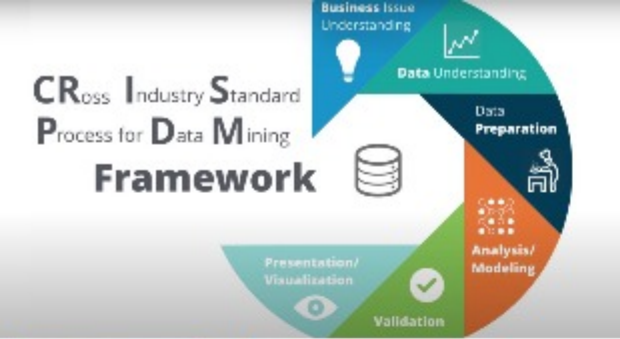 CRoss Industry Standard
Process for Data Mining
Framework
Business Issue
Understanding
Data Understanding
Data
Preparation
Analysis/
Modeling
Validation
Presentation/
Visualization